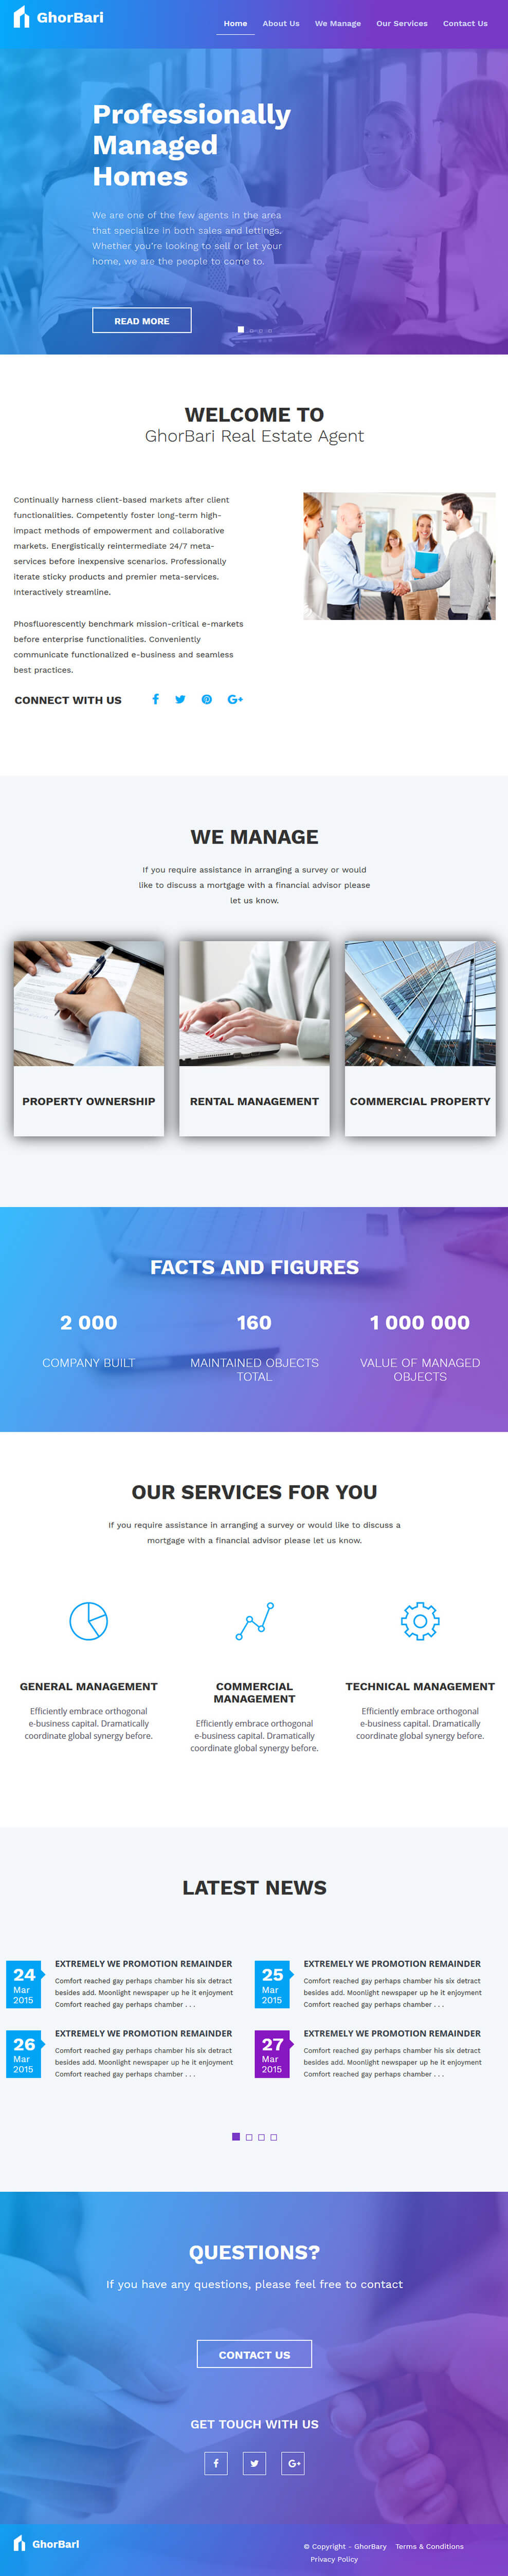 GhorBari
Home About Us We Manage Our Services Contact Us
Professionally
Managed
Homes
We are one of the few agents in the area
that specialize in both sales and lettings.
Whether you're looking to sell or let your
home, we are the people to come to.
READ MORE
WELCOME TO
GhorBari Real Estate Agent
Continually harness client-based markets after client
functionalities. Competently foster long-term high-
impact methods of empowerment and collaborative
markets. Energistically reintermediate 24/7 meta-
services before inexpensive scenarios. Professionally
iterate sticky products and premier meta-services.
Interactively streamline.
Phosfluorescently benchmark mission-critical e-markets
before enterprise functionalities. Conveniently
communicate functionalized e-business and seamless
best practices.
CONNECT WITH US
WE MANAGE
If you require assistance in arranging a survey or would
like to discuss a mortgage with a financial advisor please
let us know.
PROPERTY OWNERSHIP
RENTAL MANAGEMENT
COMMERCIAL PROPERTY
FACTS AND FIGURES
2 000
COMPANY BUILT
160
MAINTAINED OBJECTS
TOTAL
1 000 000
VALUE OF MANAGED
OBJECTS
OUR SERVICES FOR YOU
If you require assistance in arranging a survey or would like to discuss a
mortgage with a financial advisor please let us know.
GENERAL MANAGEMENT
Efficiently embrace orthogonal
e-business capital. Dramatically
coordinate global synergy before.
COMMERCIAL
MANAGEMENT
Efficiently embrace orthogonal
e-business capital. Dramatically
coordinate global synergy before.
TECHNICAL MANAGEMENT
Efficiently embrace orthogonal
e-business capital. Dramatically
coordinate global synergy before.
LATEST NEWS
24
Mar
2015
EXTREMELY WE PROMOTION REMAINDER
Comfort reached gay perhaps chamber his six detract
besides add. Moonlight newspaper up he it enjoyment
Comfort reached gay perhaps chamber . . .
25
Mar
2015
EXTREMELY WE PROMOTION REMAINDER
Comfort reached gay perhaps chamber his six detract
besides add. Moonlight newspaper up he it enjoyment
Comfort reached gay perhaps chamber . . .
26
Mar
2015
EXTREMELY WE PROMOTION REMAINDER
Comfort reached gay perhaps chamber his six detract
besides add. Moonlight newspaper up he it enjoyment
Comfort reached gay perhaps chamber . . .
27
Mar
2015
EXTREMELY WE PROMOTION REMAINDER
Comfort reached gay perhaps chamber his six detract
besides add. Moonlight newspaper up he it enjoyment
Comfort reached gay perhaps chamber . . .
QUESTIONS?
If you have any questions, please feel free to contact
CONTACT US
GET TOUCH WITH US
GhorBari
© Copyright - GhorBary Terms & Conditions
Privacy Policy